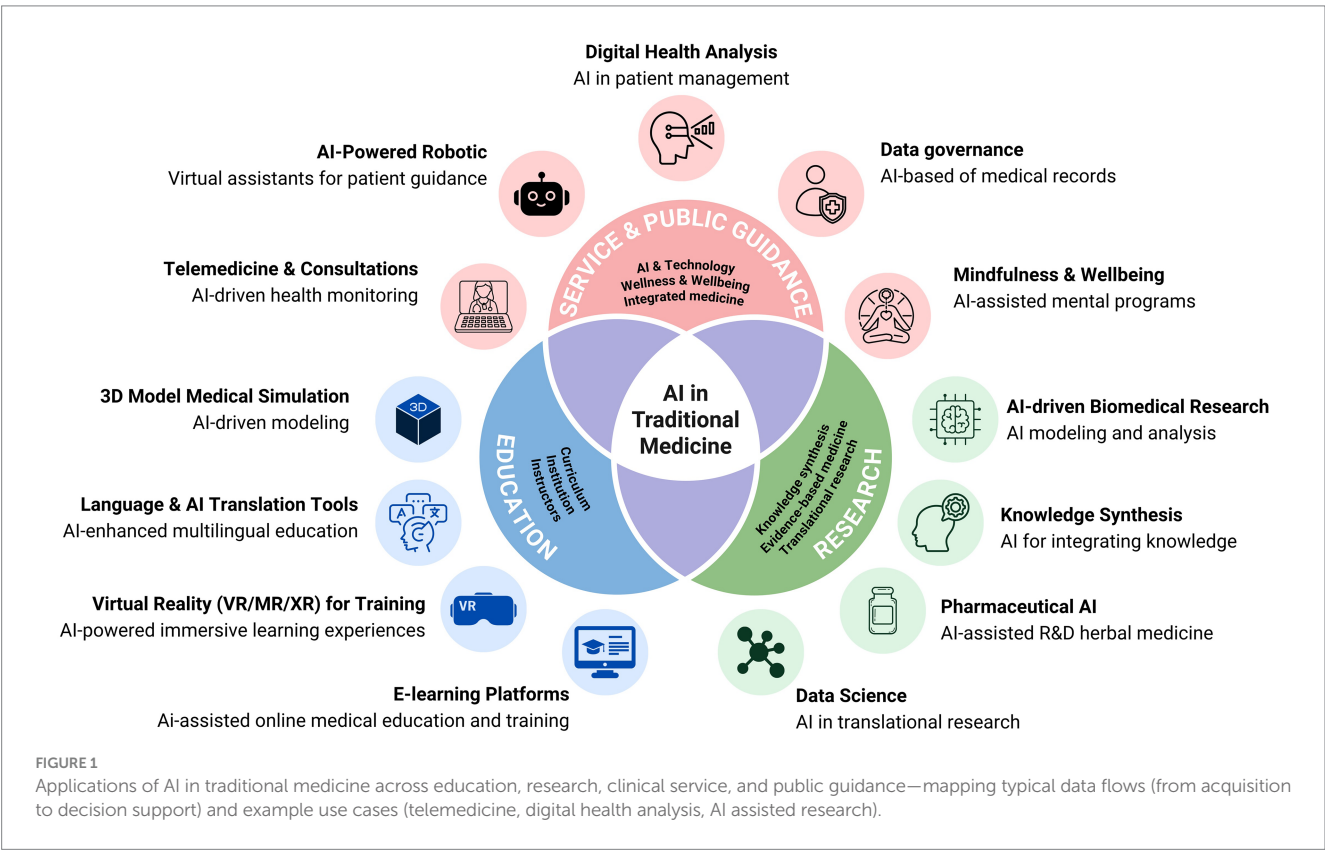 Digital Health Analysis
AI in patient management
AI-Powered Robotic
Virtual assistants for patient guidance
Data governance
AI-based of medical records
Telemedicine & Consultations
AI-driven health monitoring
Mindfulness & Wellbeing
AI-assisted mental programs
SERVICE & PUBLIC GUIDANCE
AI & Technology
Wellness & Wellbeing
Integrated medicine
3D Model Medical Simulation
AI-driven modeling
3D
AI in
Traditional
Medicine
AI-driven Biomedical Research
AI modeling and analysis
EDUCATION
Curriculum
Institution
Instructors
Knowledge synthesis
Evidence-based medicine
Translational research
RESEARCH
Language & AI Translation Tools
AI-enhanced multilingual education
A
文
Knowledge Synthesis
AI for integrating knowledge
Virtual Reality (VR/MR/XR) for Training
AI-powered immersive learning experiences
VR
Pharmaceutical AI
AI-assisted R&D herbal medicine
E-learning Platforms
Ai-assisted online medical education and training
Data Science
AI in translational research
FIGURE 1
Applications of AI in traditional medicine across education, research, clinical service, and public guidance—mapping typical data flows (from acquisition
to decision support) and example use cases (telemedicine, digital health analysis, AI assisted research).